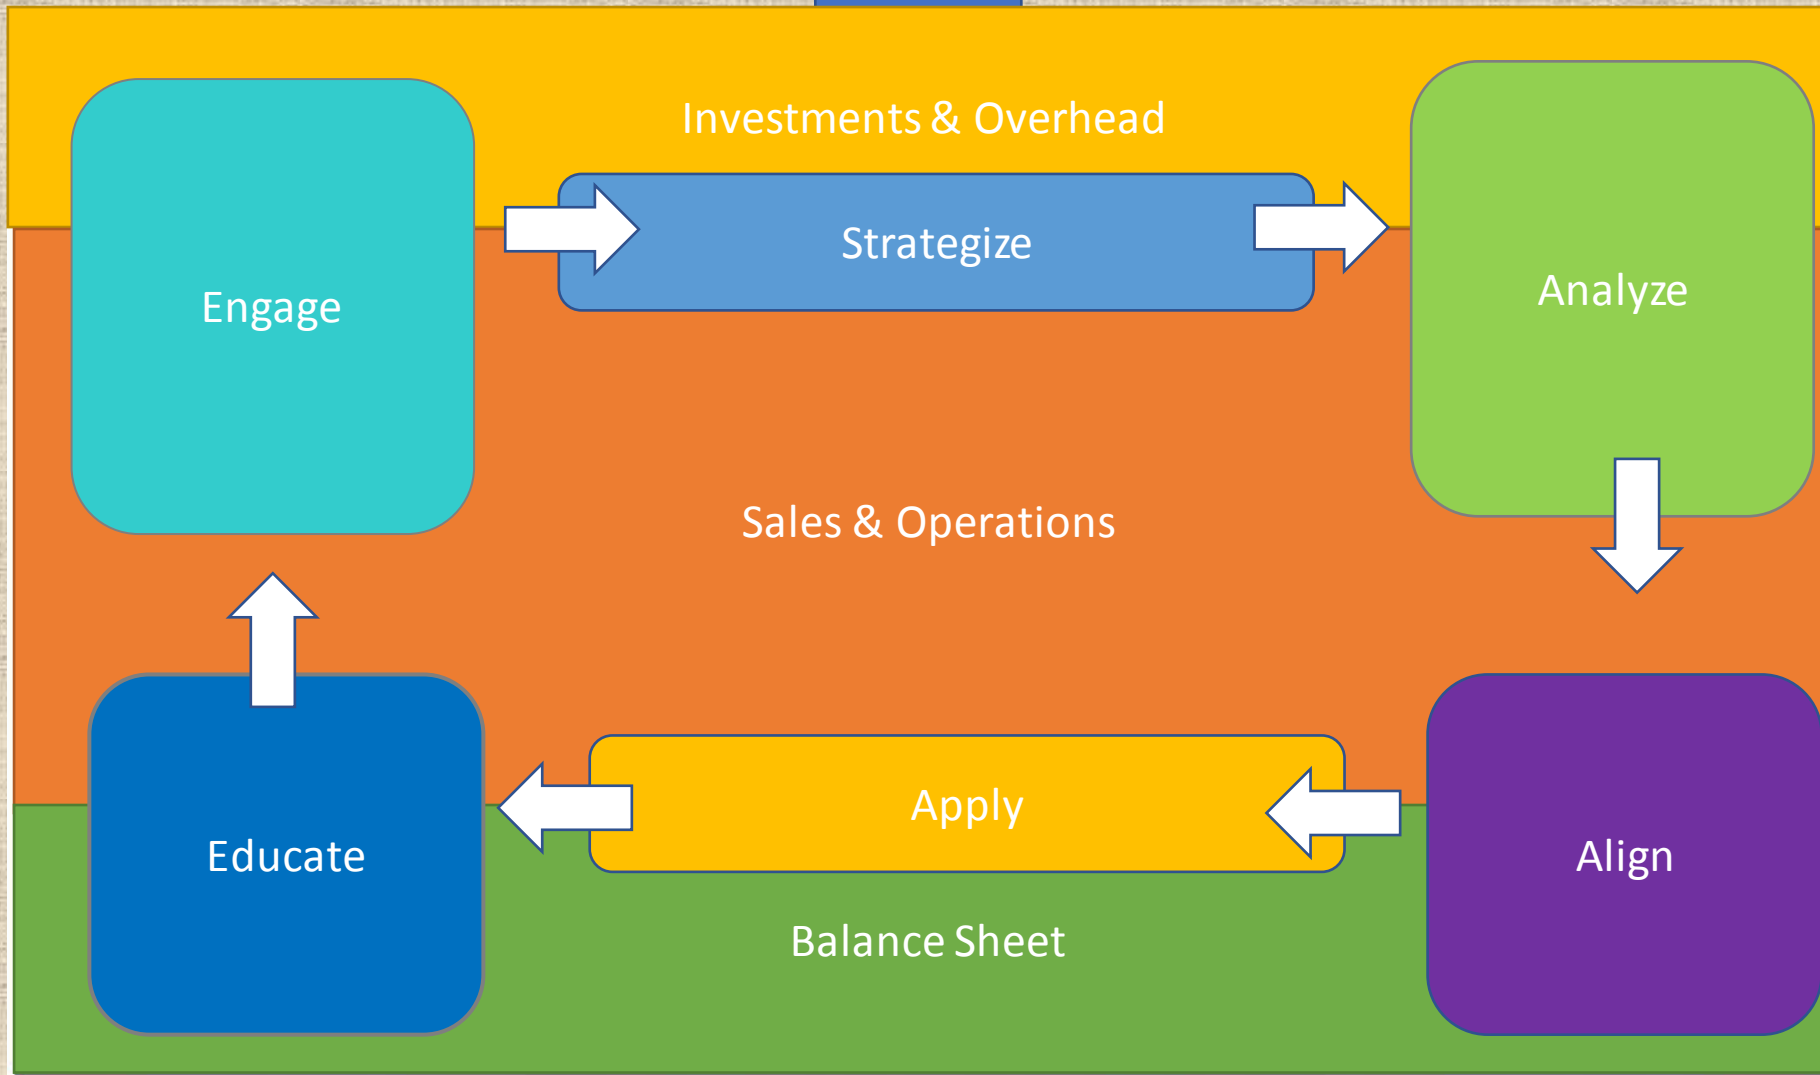 Investments & Overhead
Strategize
Engage
Analyze
Sales & Operations
Apply
Educate
Align
Balance Sheet